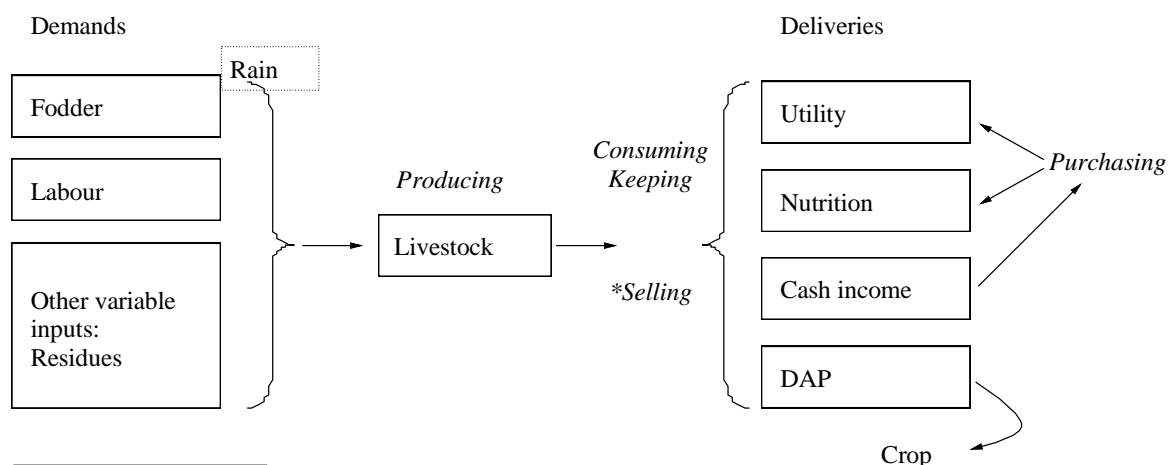 Demands
Deliveries
Rain
Fodder
Utility
Consuming
Keeping
Purchasing
Labour
Producing
Nutrition
Livestock
Other variable
inputs:
Residues
*Selling
Cash income
DAP
Crop